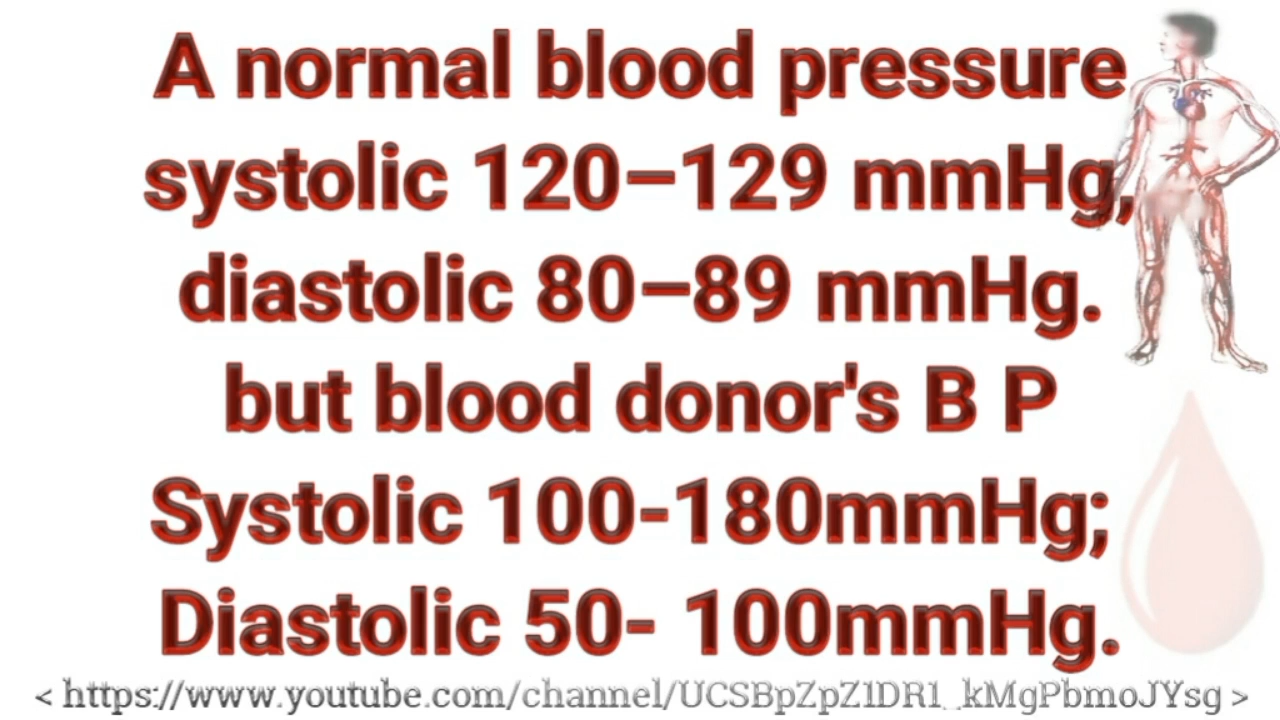 A normal blood pressure
systolic 120–129 mmHg,
diastolic 80–89 mmHg.
but blood donor's B P
Systolic 100-180mmHg;
Diastolic 50- 100mmHg.
< https://www.youtube.com/channel/UCSBpZpZ1DR1_kMgPbmoJYsg >